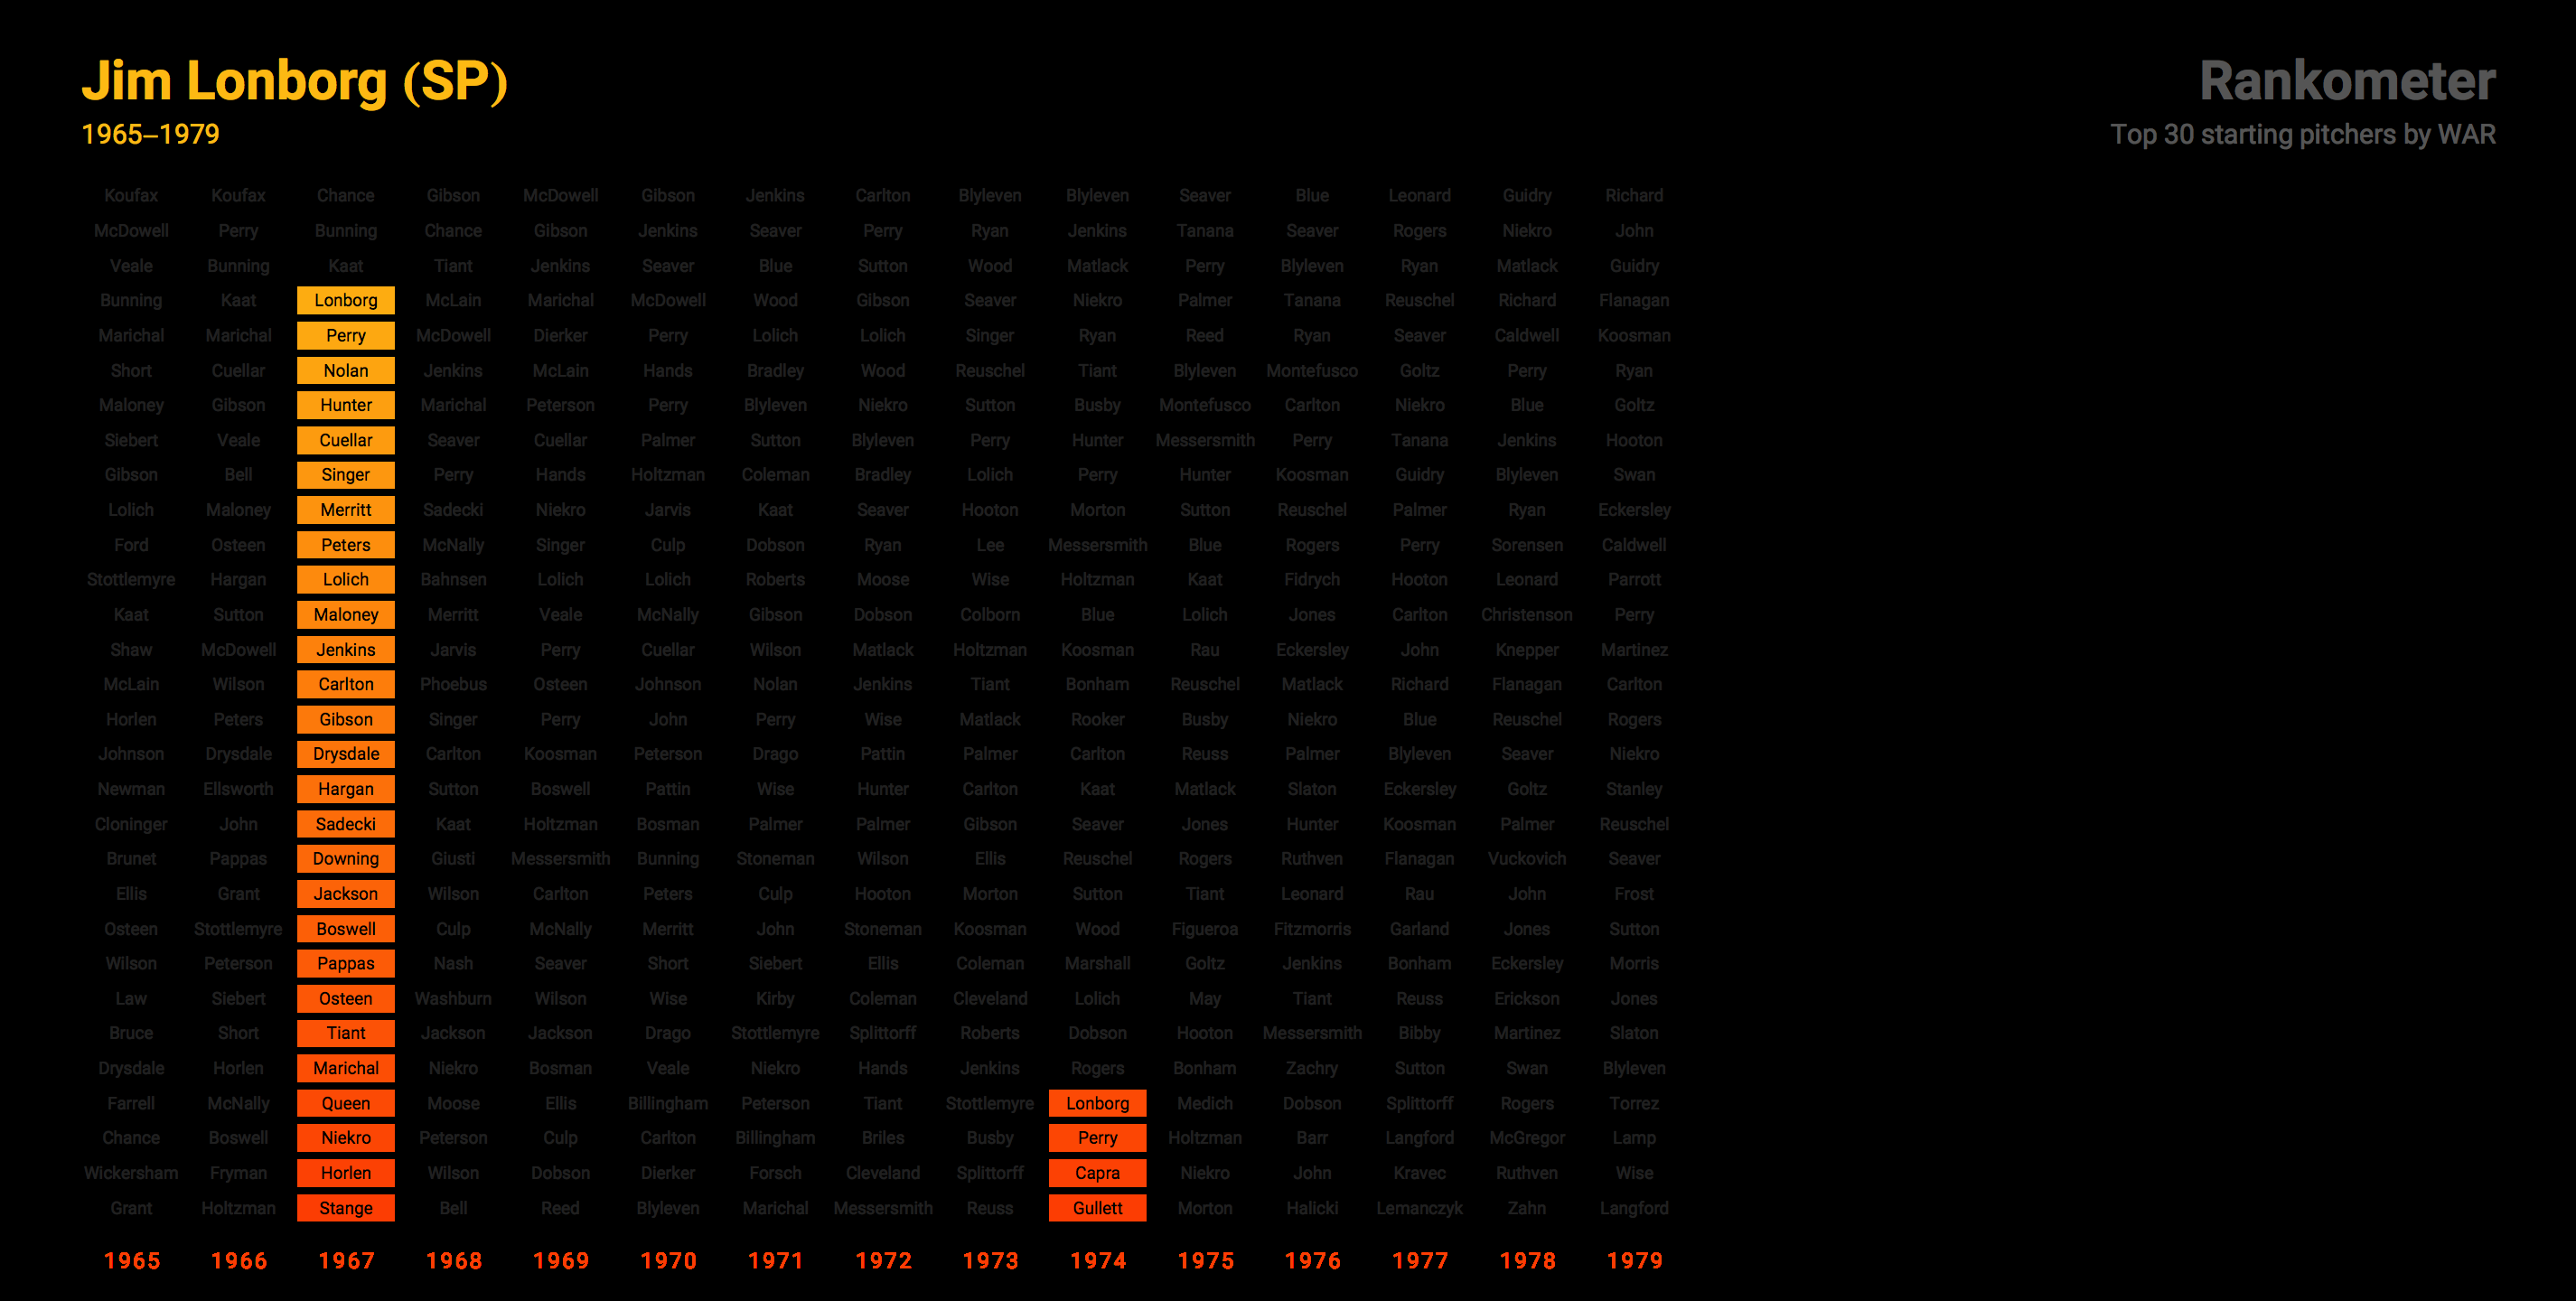 Jim Lonborg (SP)
1965–1979
Rankometer
Top 30 starting pitchers by WAR
Koufax Koufax Chance Gibson McDowell Gibson Jenkins Carlton Blyleven Blyleven Seaver Blue Leonard Guidry Richard
McDowell Perry Bunning Chance Gibson Jenkins Seaver Perry Ryan Jenkins Tanana Seaver Rogers Niekro John
Veale Bunning Kaat Tiant Jenkins Seaver Blue Sutton Wood Matlack Perry Blyleven Ryan Matlack Guidry
Bunning Kaat Lonborg McLain Marichal McDowell Wood Gibson Seaver Niekro Palmer Tanana Reuschel Richard Flanagan
Marichal Marichal Perry McDowell Dierker Perry Lolich Lolich Singer Ryan Reed Ryan Seaver Caldwell Koosman
Short Cuellar Nolan Jenkins McLain Hands Bradley Wood Reuschel Tiant Blyleven Montefusco Goltz Perry Ryan
Maloney Gibson Hunter Marichal Peterson Perry Blyleven Niekro Sutton Busby Montefusco Carlton Niekro Blue Goltz
Siebert Veale Cuellar Seaver Cuellar Palmer Sutton Blyleven Perry Hunter Messersmith Perry Tanana Jenkins Hooton
Gibson Bell Singer Perry Hands Holtzman Coleman Bradley Lolich Perry Hunter Koosman Guidry Blyleven Swan
Lolich Maloney Merritt Sadecki Niekro Jarvis Kaat Seaver Hooton Morton Sutton Reuschel Palmer Ryan Eckersley
Ford Osteen Peters McNally Singer Culp Dobson Ryan Lee Messersmith Blue Rogers Perry Sorensen Caldwell
Stottlemyre Hargan Lolich Bahnsen Lolich Lolich Roberts Moose Wise Holtzman Kaat Fidrych Hooton Leonard Parrott
Kaat Sutton Maloney Merritt Veale McNally Gibson Dobson Colborn Blue Lolich Jones Carlton Christenson Perry
Shaw McDowell Jenkins Jarvis Perry Cuellar Wilson Matlack Holtzman Koosman Rau Eckersley John Knepper Martinez
McLain Wilson Carlton Phoebus Osteen Johnson Nolan Jenkins Tiant Bonham Reuschel Matlack Richard Flanagan Carlton
Horlen Peters Gibson Singer Perry John Perry Wise Matlack Rooker Busby Niekro Blue Reuschel Rogers
Johnson Drysdale Drysdale Carlton Koosman Peterson Drago Pattin Palmer Carlton Reuss Palmer Blyleven Seaver Niekro
Newman Ellsworth Hargan Sutton Boswell Pattin Wise Hunter Carlton Kaat Matlack Slaton Eckersley Goltz Stanley
Cloninger John Sadecki Kaat Holtzman Bosman Palmer Palmer Gibson Seaver Jones Hunter Koosman Palmer Reuschel
Brunet Pappas Downing Giusti Messersmith Bunning Stoneman Wilson Ellis Reuschel Rogers Ruthven Flanagan Vuckovich Seaver
Ellis Grant Jackson Wilson Carlton Peters Culp Hooton Morton Sutton Tiant Leonard Rau John Frost
Osteen Stottlemyre Boswell Culp McNally Merritt John Stoneman Koosman Wood Figueroa Fitzmorris Garland Jones Sutton
Wilson Peterson Pappas Nash Seaver Short Siebert Ellis Coleman Marshall Goltz Jenkins Bonham Eckersley Morris
Law Siebert Osteen Washburn Wilson Wise Kirby Coleman Cleveland Lolich May Tiant Reuss Erickson Jones
Bruce Short Tiant Jackson Jackson Drago Stottlemyre Splittorff Roberts Dobson Hooton Messersmith Bibby Martinez Slaton
Drysdale Horlen Marichal Niekro Bosman Veale Niekro Hands Jenkins Rogers Bonham Zachry Sutton Swan Blyleven
Farrell McNally Queen Moose Ellis Billingham Peterson Tiant Stottlemyre Lonborg Medich Dobson Splittorff Rogers Torrez
Chance Boswell Niekro Peterson Culp Carlton Billingham Briles Busby Perry Holtzman Barr Langford McGregor Lamp
Wickersham Fryman Horlen Wilson Dobson Dierker Forsch Cleveland Splittorff Capra Niekro John Kravec Ruthven Wise
Grant Holtzman Stange Bell Reed Blyleven Marichal Messersmith Reuss Gullett Morton Halicki Lemanczyk Zahn Langford
1965 1966 1967 1968 1969 1970 1971 1972 1973 1974 1975 1976 1977 1978 1979